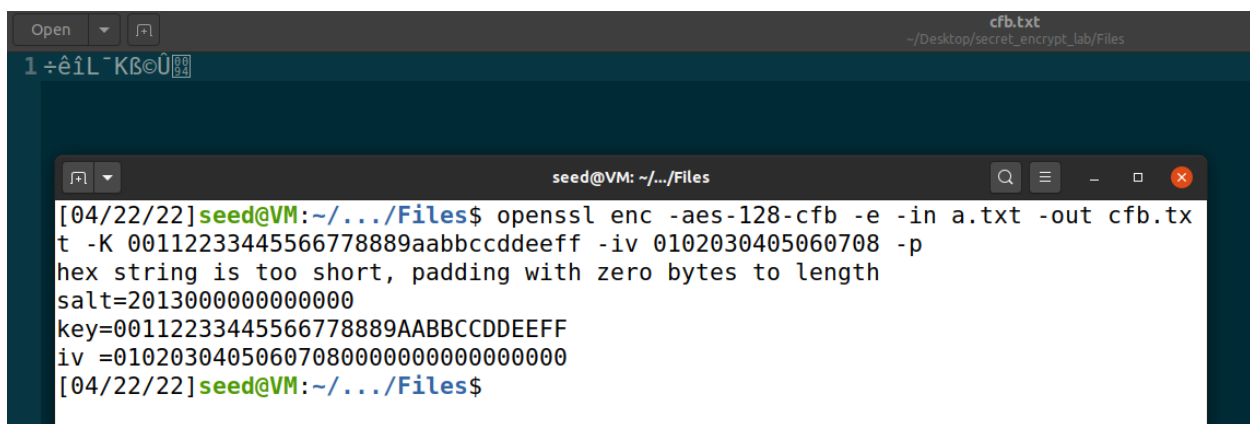 Open
cfb.txt
~/Desktop/secret_encrypt_lab/Files
1 ÷êîL¯Kß©Û
seed@VM: ~/.../Files
[04/22/22]seed@VM:~/.../Files$ openssl enc -aes-128-cfb -e -in a.txt -out cfb.tx
t -K 00112233445566778889aabbccddeeff -iv 0102030405060708 -p
hex string is too short, padding with zero bytes to length
salt=2013000000000000
key=00112233445566778889AABBCCDDEEFF
iv =01020304050607080000000000000000
[04/22/22]seed@VM:~/.../Files$